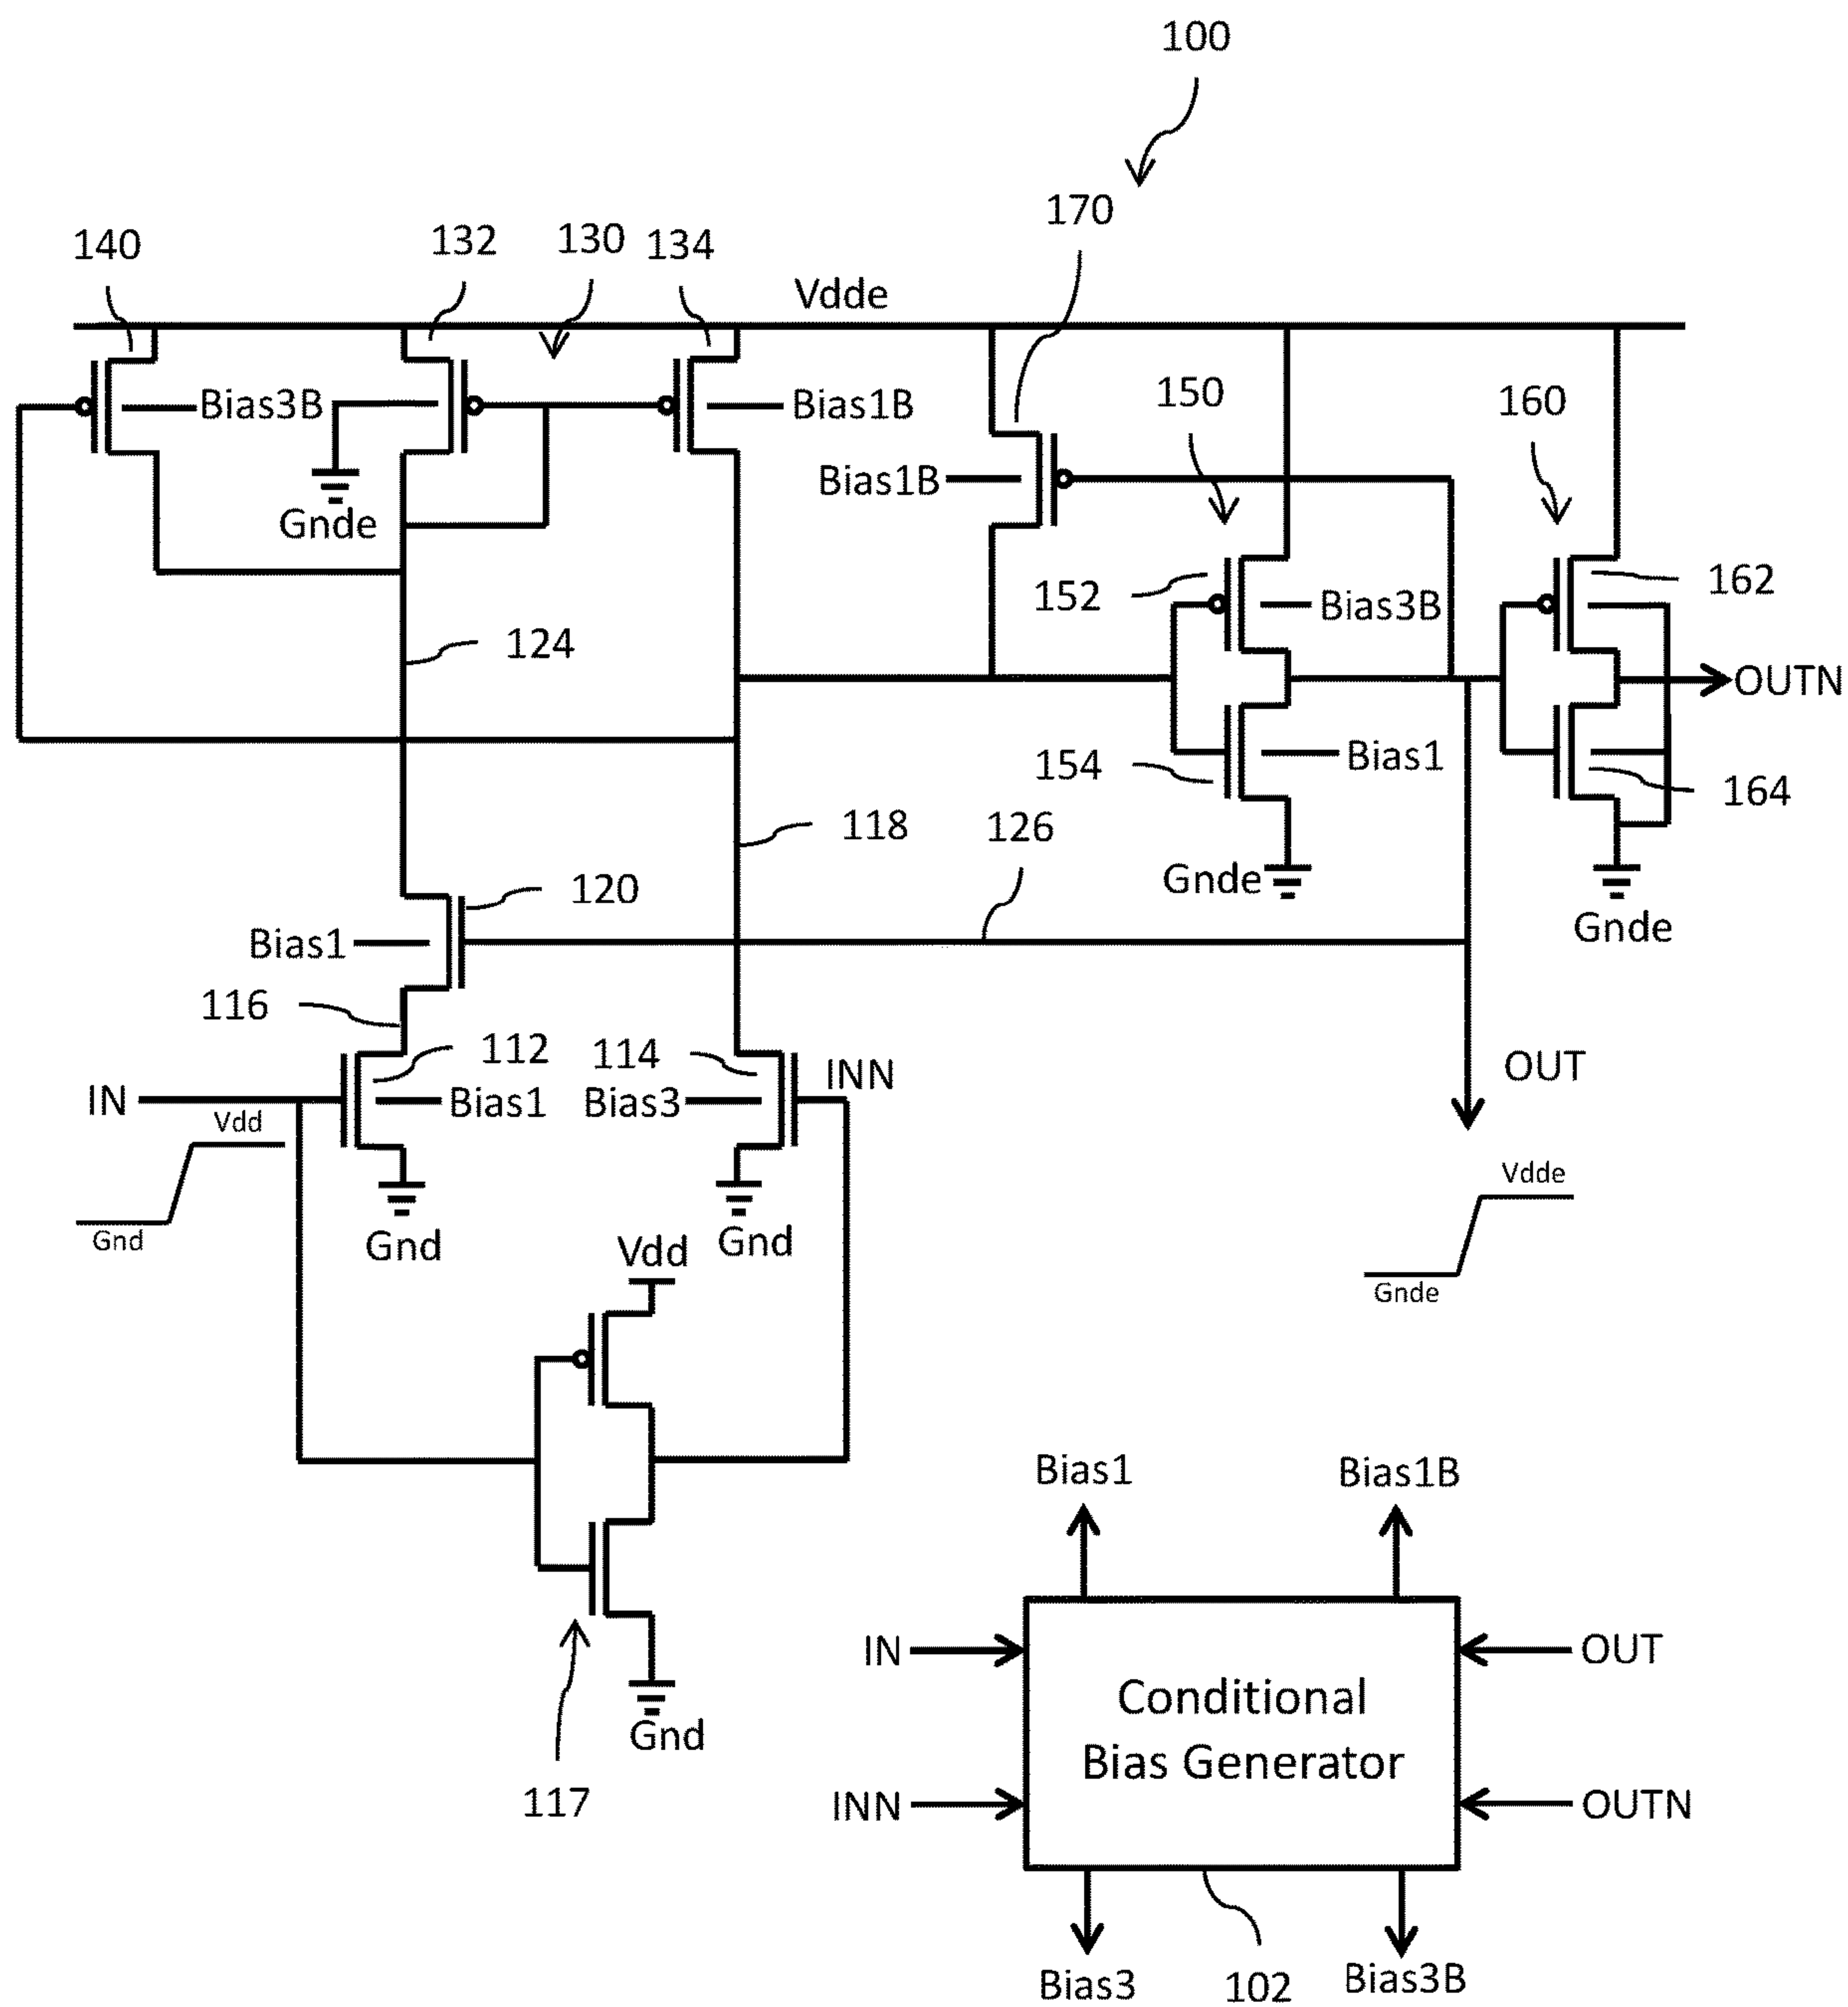 100
170
140
132
130
134
Vdde
Bias3B
Bias1B
150
160
Bias1B
Gnde
152
Bias3B
162
124
OUTN
154
Bias1
164
118
126
120
Gnde
Gnde
Bias1
116
112
114
INN
OUT
IN
Bias1
Bias3
Vdd
Vdde
Gnd
Gnd
Gnd
Vdd
Gnde
Bias1
Bias1B
IN
OUT
Conditional
Bias Generator
Gnd
117
INN
OUTN
Bias3
102
Bias3B